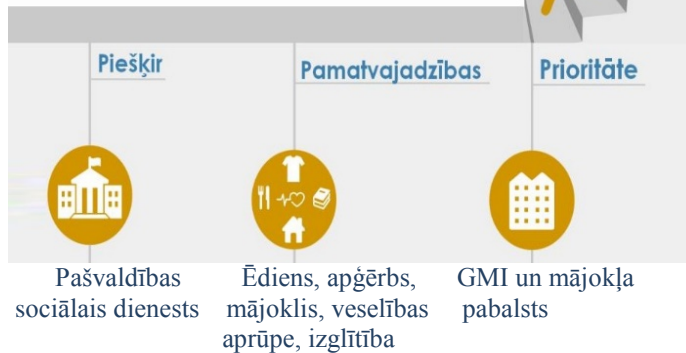 Piešķir
Pamatvajadzības
Prioritāte
Pašvaldības
sociālais dienests
Ēdiens, apģērbs,
mājoklis, veselības
aprūpe, izglītība
GMI un mājokļa
pabalsts